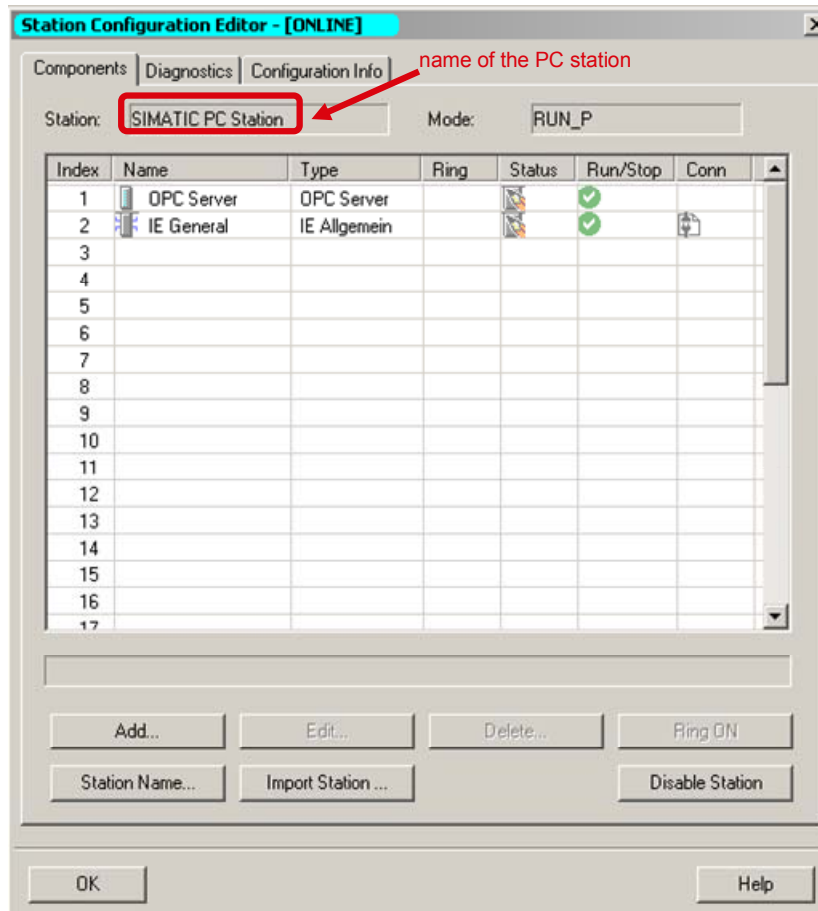 Station Configuration Editor - [ONLINE]
Components Diagnostics Configuration Info
name of the PC station
Station: SIMATIC PC Station Mode: RUN_P
Index Name Type Ring Status Run/Stop Conn
1 OPC Server OPC Server
2 IE General IE Allgemein
3
4
5
6
7
8
9
10
11
12
13
14
15
16
17
Add... Edit... Delete... Ring ON
Station Name... Import Station ... Disable Station
OK Help